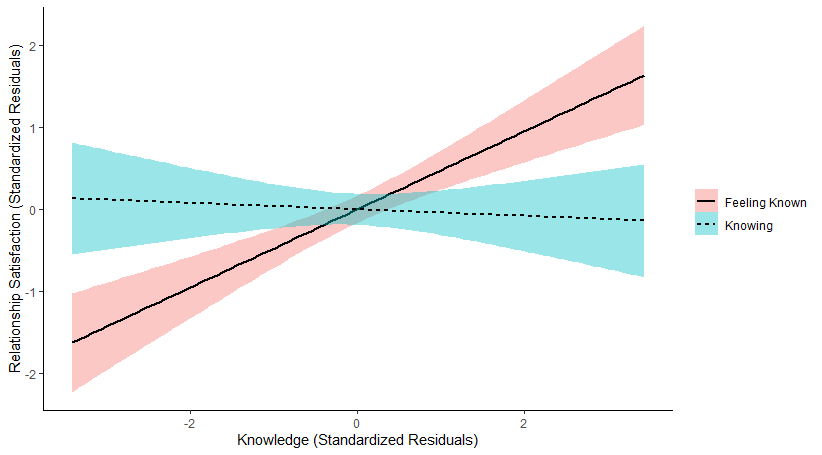 Relationship Satisfaction (Standardized Residuals)
2
1
0
-1
-2
-2
0
2
Knowledge (Standardized Residuals)
Feeling Known
Knowing